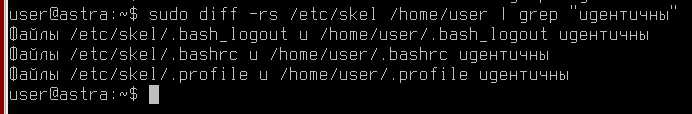 user@astra:~$ sudo diff -rs /etc/skel /home/user | grep "идентичны"
Файлы /etc/skel/.bash_logout и /home/user/.bash_logout идентичны
Файлы /etc/skel/.bashrc и /home/user/.bashrc идентичны
Файлы /etc/skel/.profile и /home/user/.profile идентичны
user@astra:~$